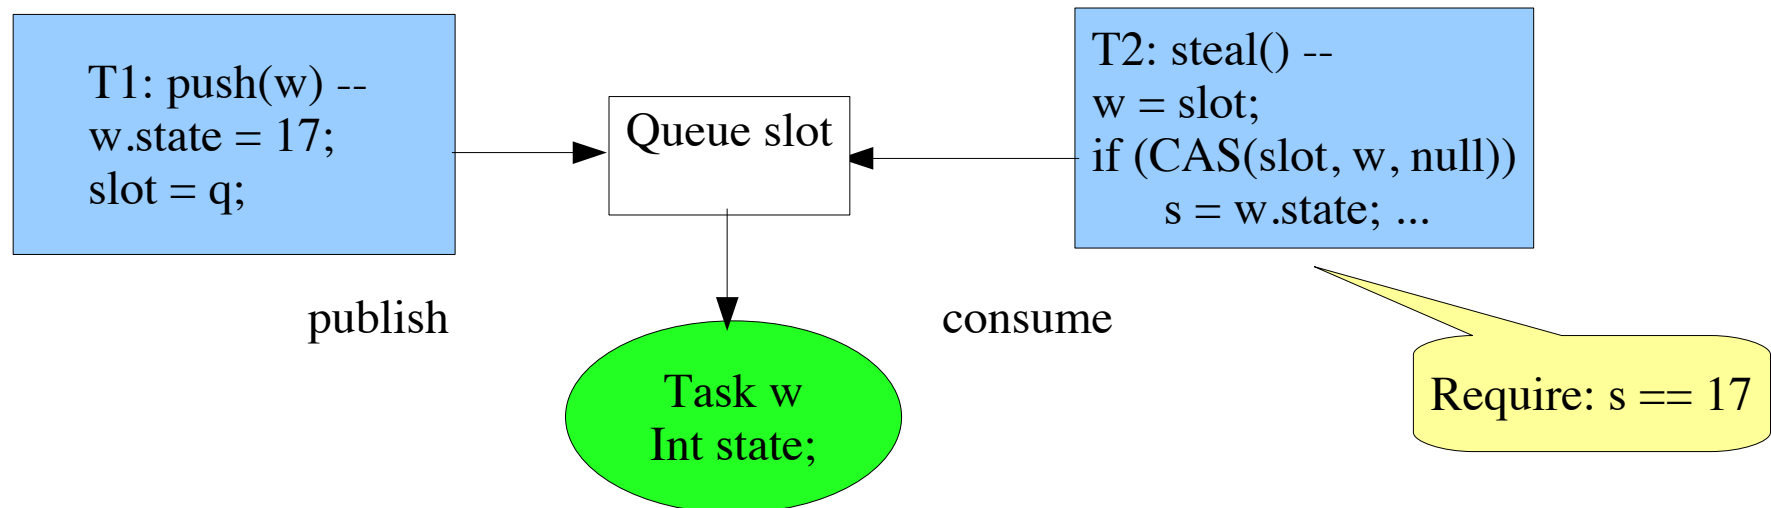 T1: push(w) --
w.state = 17;
slot = q;
Queue slot
T2: steal() --
w = slot;
if (CAS(slot, w, null))
s = w.state; ...
publish
consume
Task w
Int state;
Require: s == 17